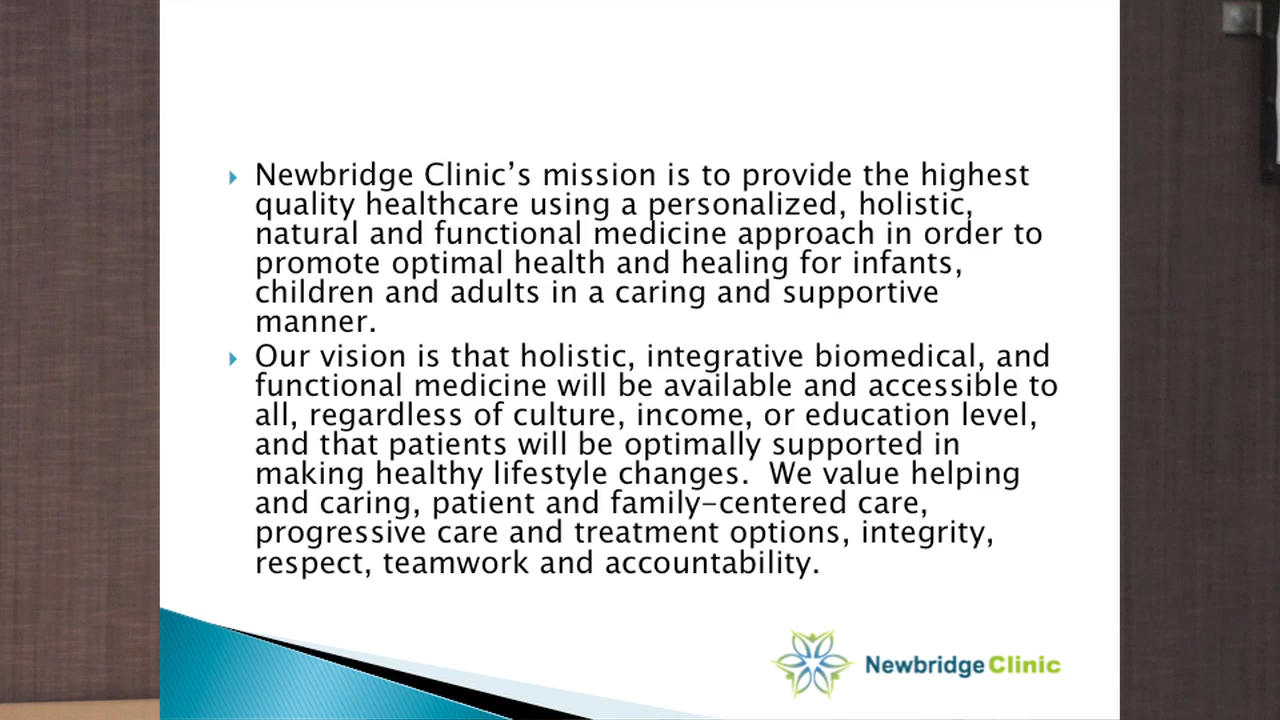 Newbridge Clinic’s mission is to provide the highest
quality healthcare using a personalized, holistic,
natural and functional medicine approach in order to
promote optimal health and healing for infants,
children and adults in a caring and supportive
manner.
Our vision is that holistic, integrative biomedical, and
functional medicine will be available and accessible to
all, regardless of culture, income, or education level,
and that patients will be optimally supported in
making healthy lifestyle changes.  We value helping
and caring, patient and family-centered care,
progressive care and treatment options, integrity,
respect, teamwork and accountability.
Newbridge Clinic